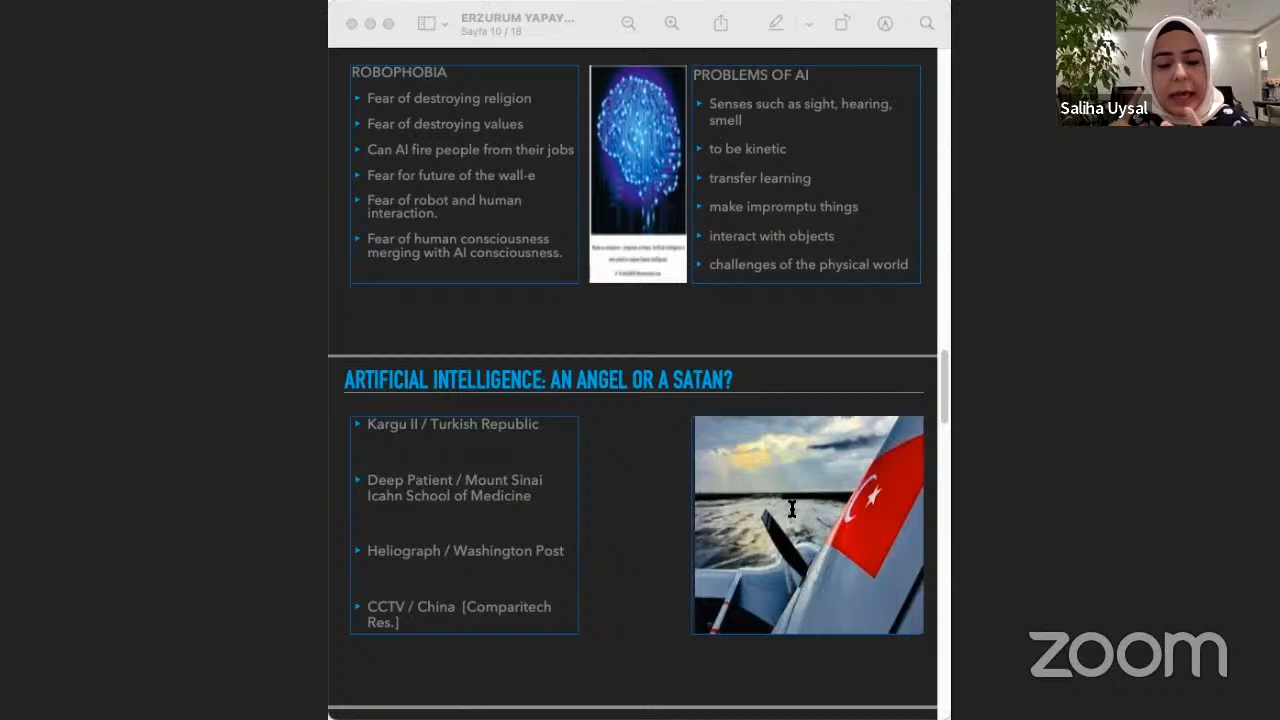 ERZURUM YAPAY...
Sayfa 10 / 18
ROBOPHOBIA
Fear of destroying religion
Fear of destroying values
Can AI fire people from their jobs
Fear for future of the wall-e
Fear of robot and human
interaction.
Fear of human consciousness
merging with AI consciousness.
PROBLEMS OF AI
Senses such as sight, hearing,
smell
to be kinetic
transfer learning
make impromptu things
interact with objects
challenges of the physical world
Saliha Uysal
ARTIFICIAL INTELLIGENCE: AN ANGEL OR A SATAN?
Kargu II / Turkish Republic
Deep Patient / Mount Sinai
Icahn School of Medicine
Heliograph / Washington Post
CCTV / China [Comparitech
Res.]
zoom